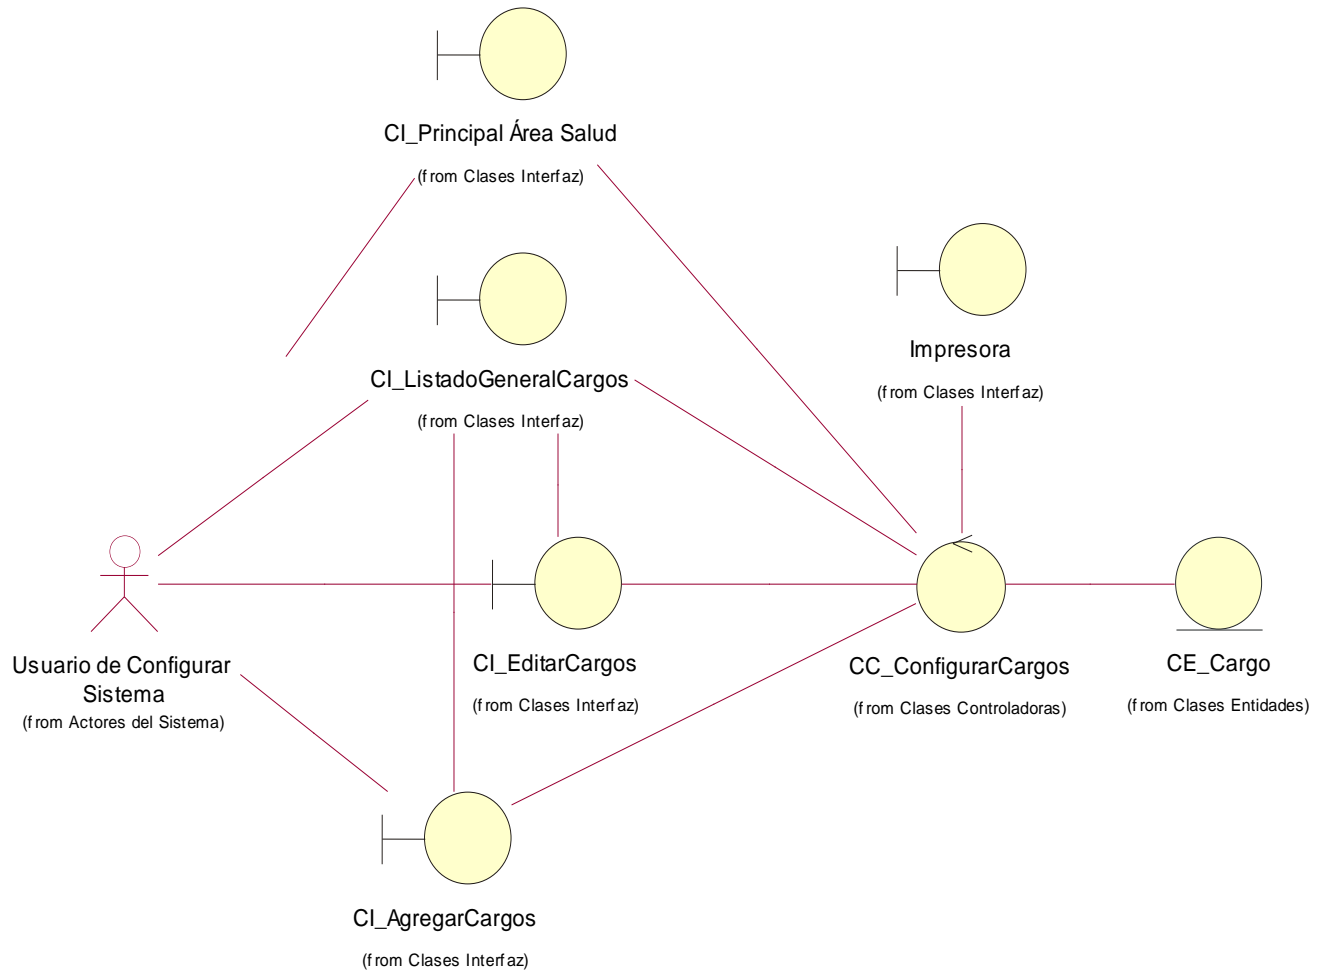 CI_Principal Área Salud
(from Clases Interfaz)
Impresora
(from Clases Interfaz)
CI_ListadoGeneralCargos
(from Clases Interfaz)
Usuario de Configurar
Sistema
(from Actores del Sistema)
CI_EditarCargos
(from Clases Interfaz)
CC_ConfigurarCargos
(from Clases Controladoras)
CE_Cargo
(from Clases Entidades)
CI_AgregarCargos
(from Clases Interfaz)